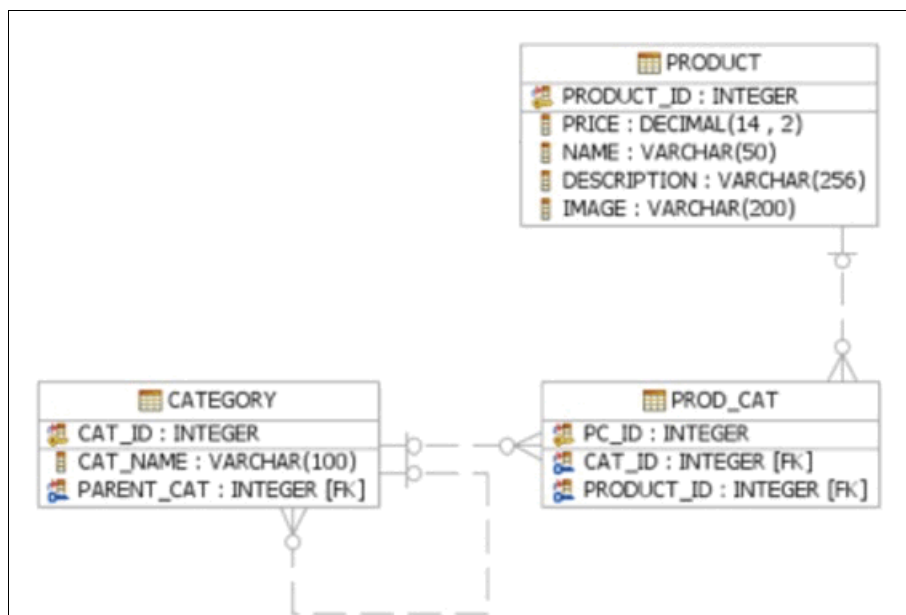 PRODUCT
PRODUCT_ID : INTEGER
PRICE : DECIMAL(14 , 2)
NAME : VARCHAR(50)
DESCRIPTION : VARCHAR(256)
IMAGE : VARCHAR(200)
CATEGORY
CAT_ID : INTEGER
CAT_NAME : VARCHAR(100)
PARENT_CAT : INTEGER [FK]
PROD_CAT
PC_ID : INTEGER
CAT_ID : INTEGER [FK]
PRODUCT_ID : INTEGER [FK]